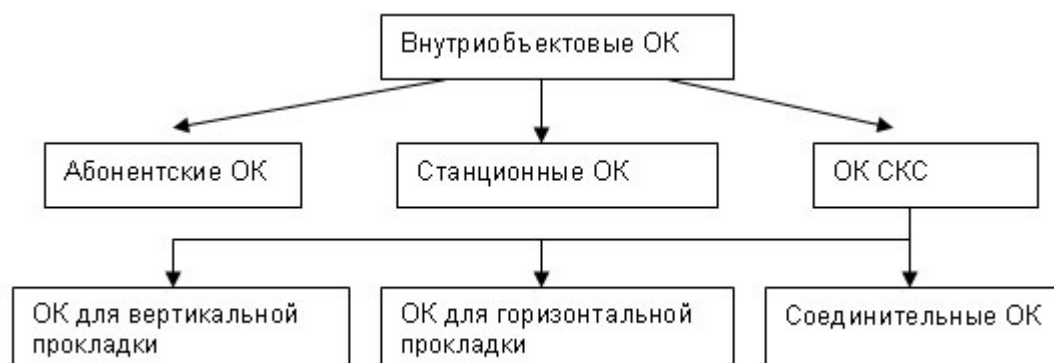 Внутриобъектовые ОК
Абонентские ОК
Станционные ОК
ОК СКС
ОК для вертикальной
прокладки
ОК для горизонтальной
прокладки
Соединительные ОК